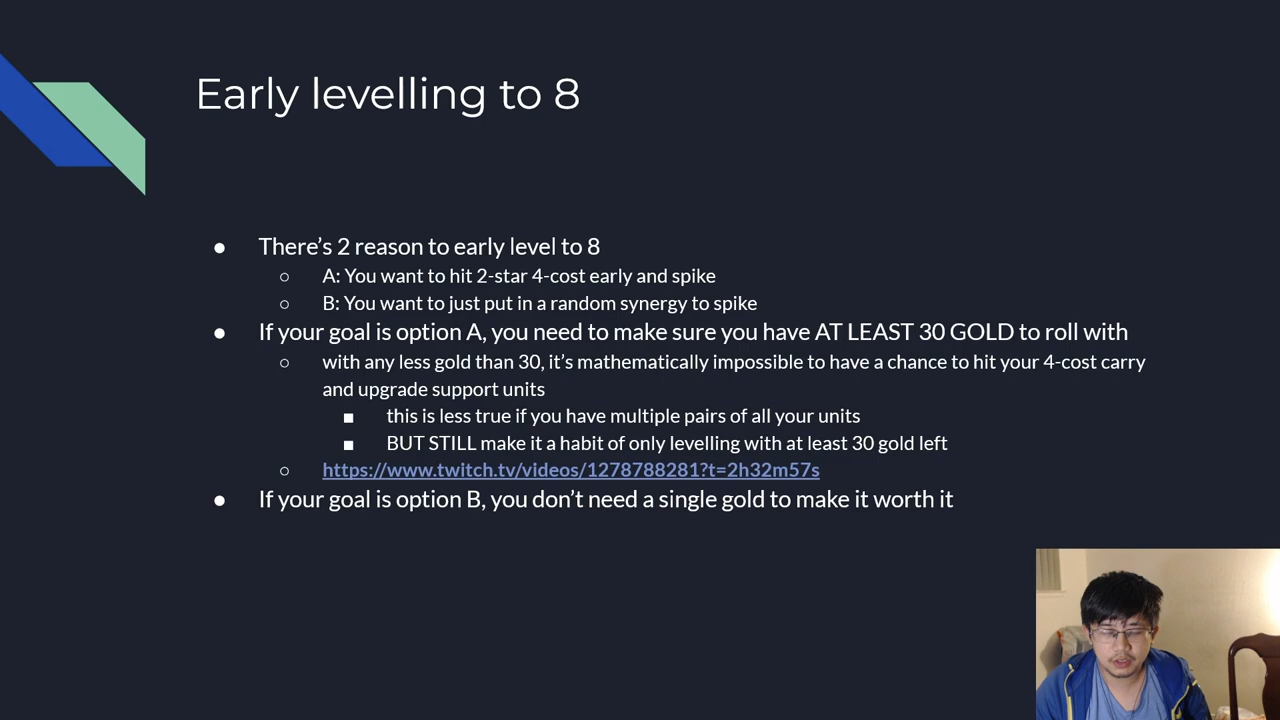 Early levelling to 8
● There's 2 reason to early level to 8
○ A: You want to hit 2-star 4-cost early and spike
○ B: You want to just put in a random synergy to spike
● If your goal is option A, you need to make sure you have AT LEAST 30 GOLD to roll with
○ with any less gold than 30, it's mathematically impossible to have a chance to hit your 4-cost carry
and upgrade support units
■ this is less true if you have multiple pairs of all your units
■ BUT STILL make it a habit of only levelling with at least 30 gold left
○ https://www.twitch.tv/videos/1278788281?t=2h32m57s
● If your goal is option B, you don't need a single gold to make it worth it